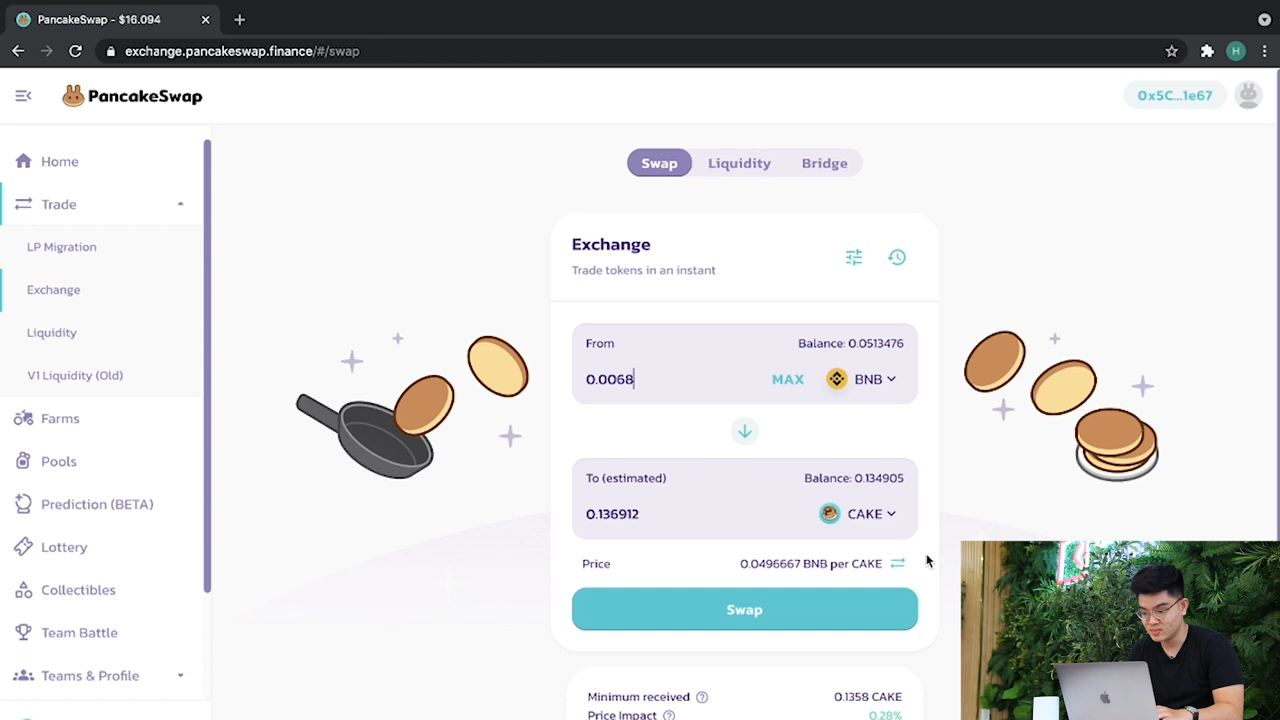 PancakeSwap - $16.094
exchange.pancakeswap.finance/#/swap
H
PancakeSwap
0x5C...1e67
Home
Trade
LP Migration
Exchange
Liquidity
V1 Liquidity (Old)
Farms
Pools
Prediction (BETA)
Lottery
Collectibles
Team Battle
Teams & Profile
Swap
Liquidity
Bridge
Exchange
Trade tokens in an instant
From
Balance: 0.0513476
0.0068
MAX
BNB
To (estimated)
Balance: 0.134905
0.136912
CAKE
Price
0.0496667 BNB per CAKE
Swap
Minimum received
0.1358 CAKE
Price Impact
0.28%